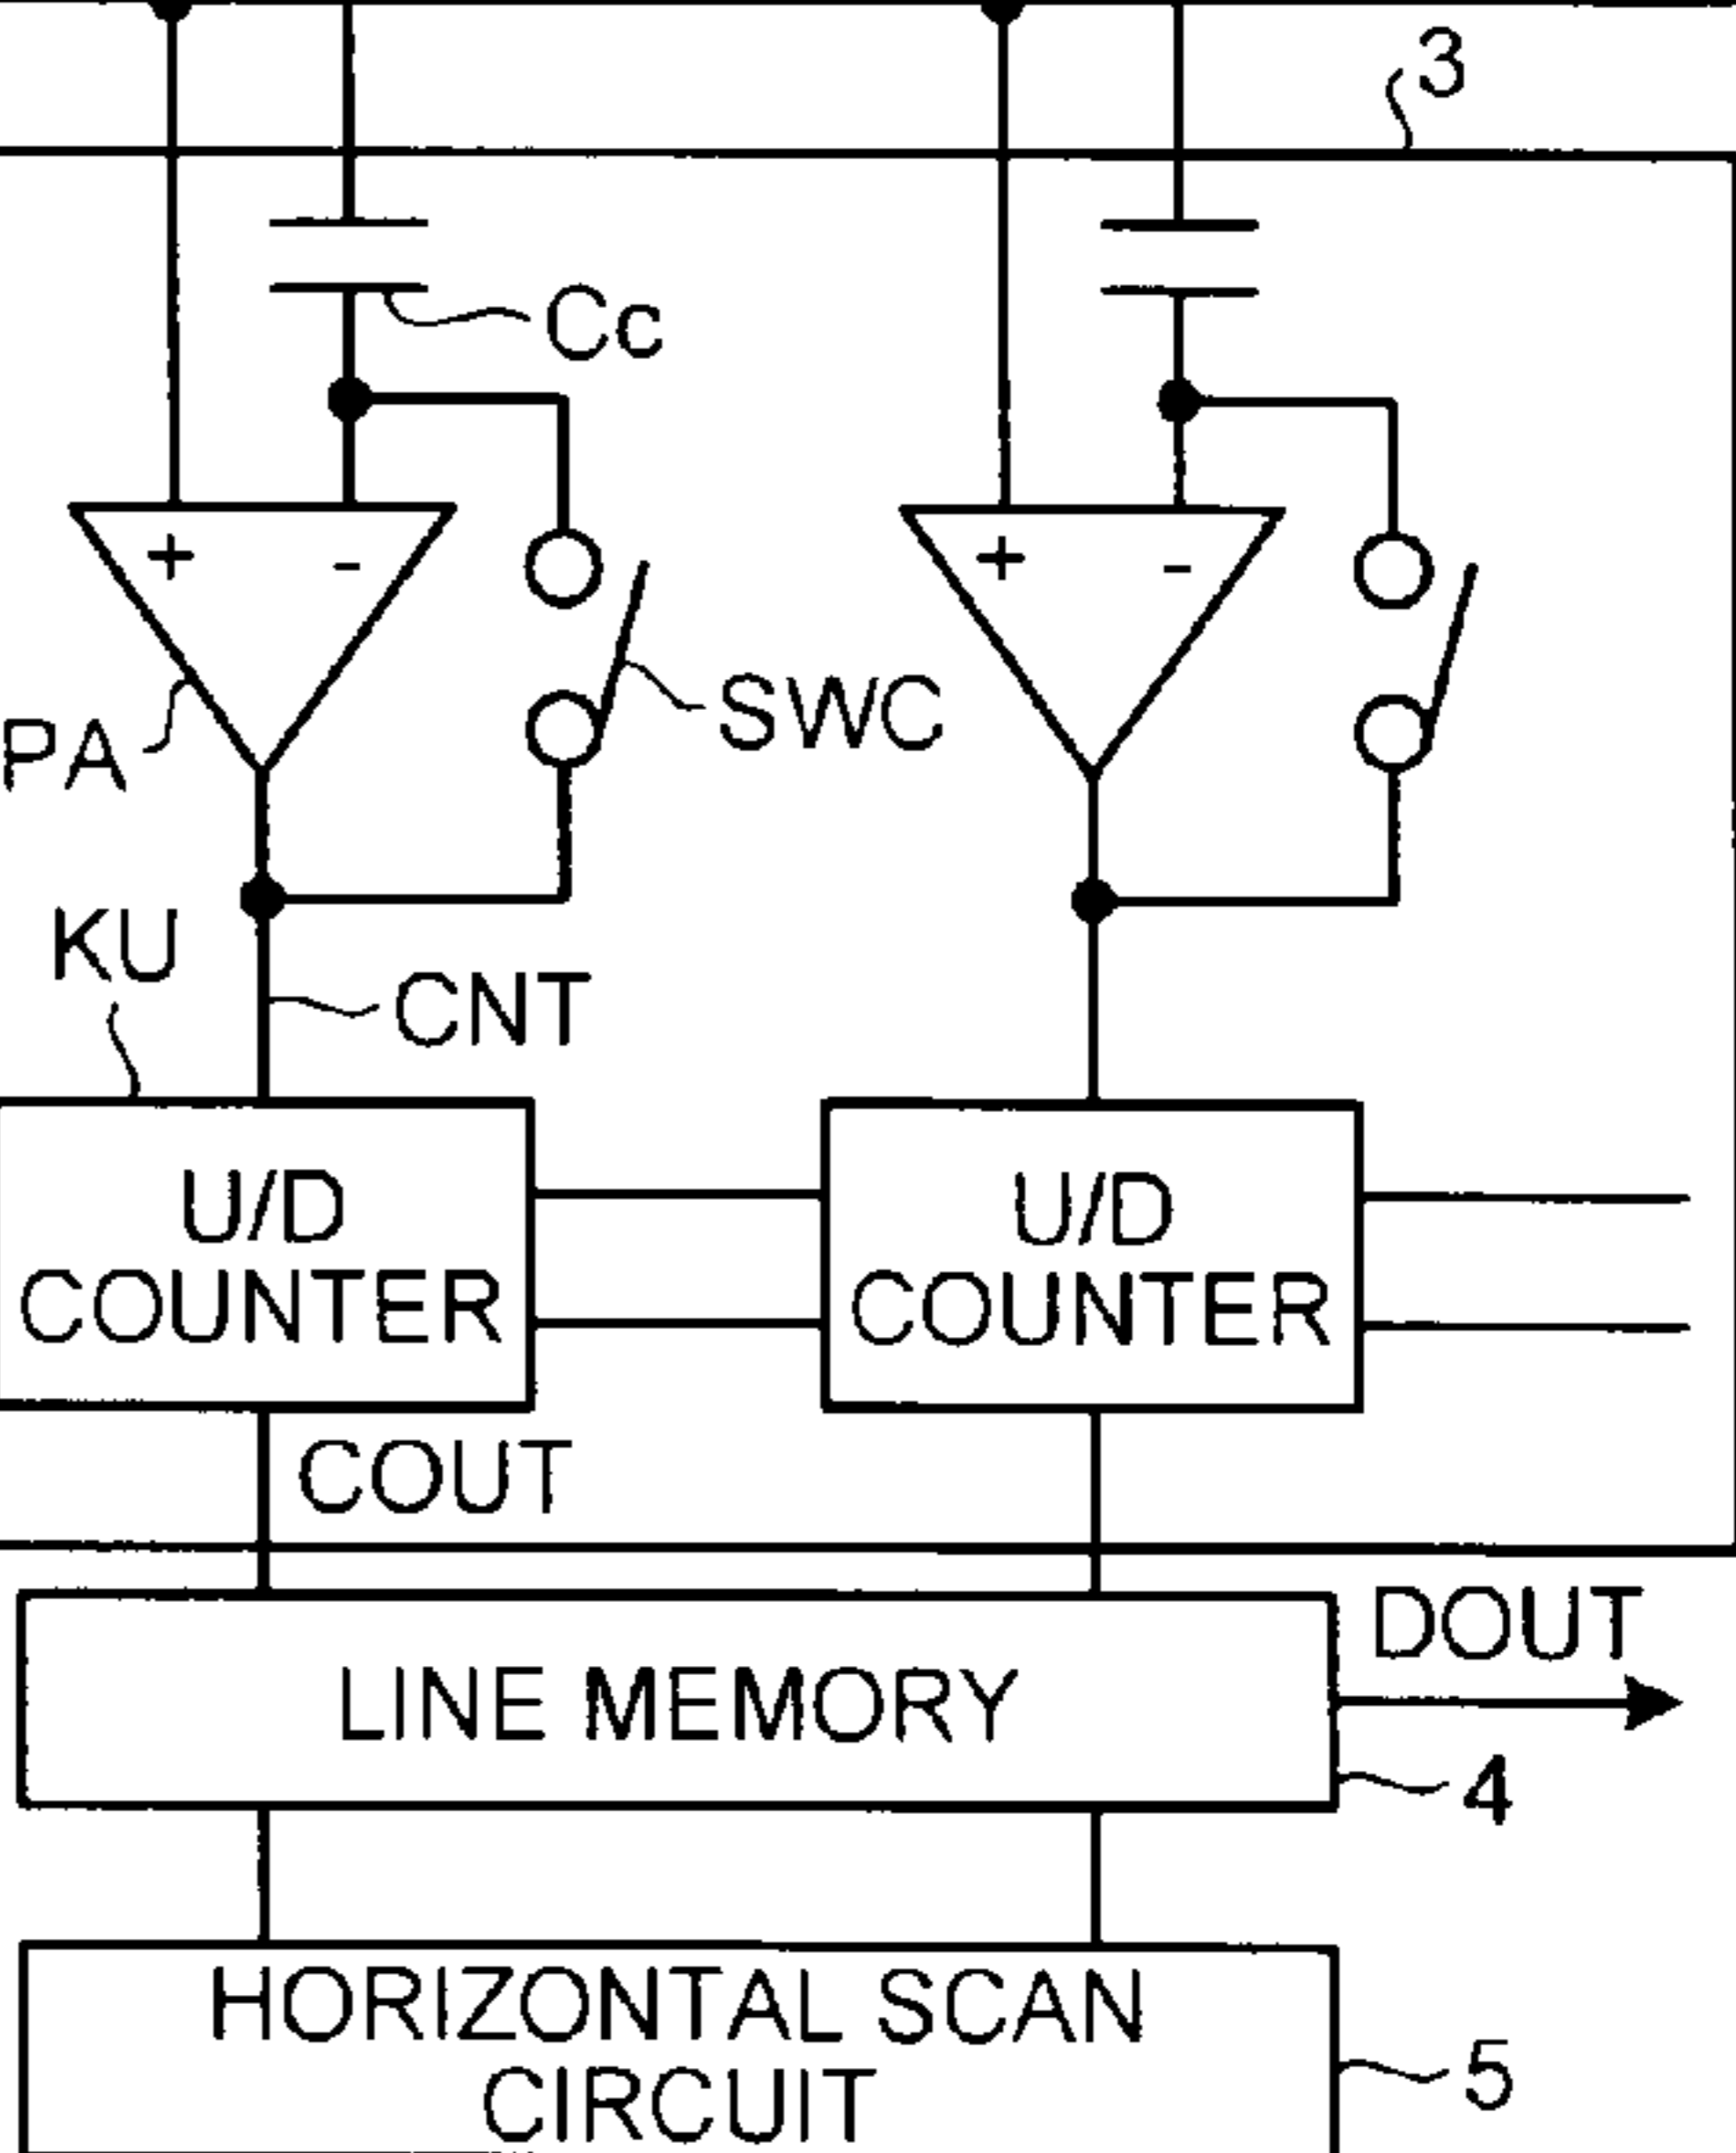 3
Cc
+
-
+
-
SWC
PA
KU
CNT
U/D
COUNTER
U/D
COUNTER
COUT
DOUT
LINE MEMORY
4
HORIZONTAL SCAN
CIRCUIT
5